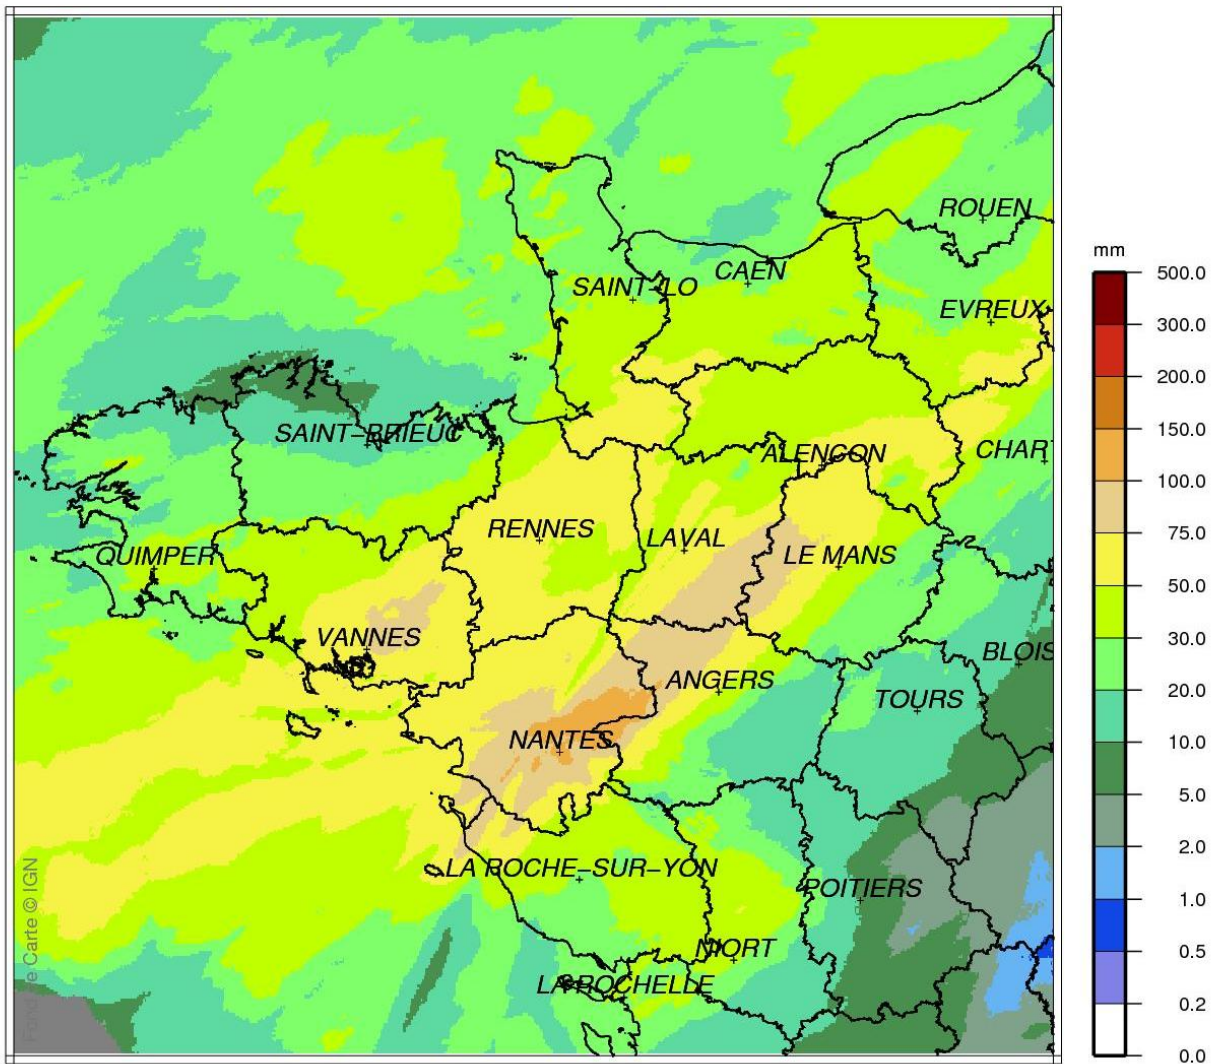 ROUEN
CAEN
SAINT-LO
EVREUX
SAINT-BRIEUC
ALENCON
CHART
RENNES
LAVAL
LE MANS
QUIMPER
VANNES
BLOIS
ANGERS
TOURS
NANTES
LA ROCHE-SUR-YON
POITIERS
NIORT
LA ROCHELLE
Fond de Carte © IGN
mm
500.0
300.0
200.0
150.0
100.0
75.0
50.0
30.0
20.0
10.0
5.0
2.0
1.0
0.5
0.2
0.0